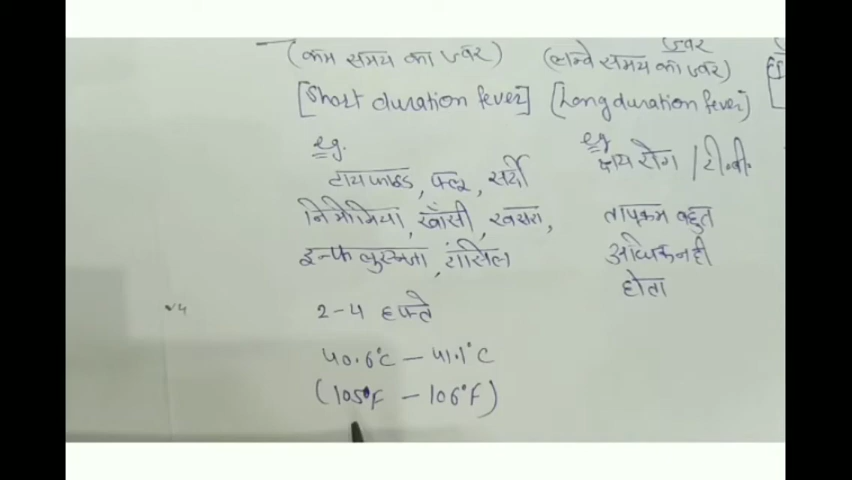 (कम समय का ज्वर)
[Short duration fever]
eg.
टायफाइड, फ्लू, सर्दी
निमोनिया, खाँसी, खसरा,
इन्फ्लुएन्जा, टांसिल
2-4 हफ्ते
40.6°C - 41.1°C
(105°F - 106°F)
ज्वर
(लम्बे समय का ज्वर)
[Long duration fever]
eg
क्षय रोग / टी.बी.
तापक्रम बहुत
अधिक नही
होता